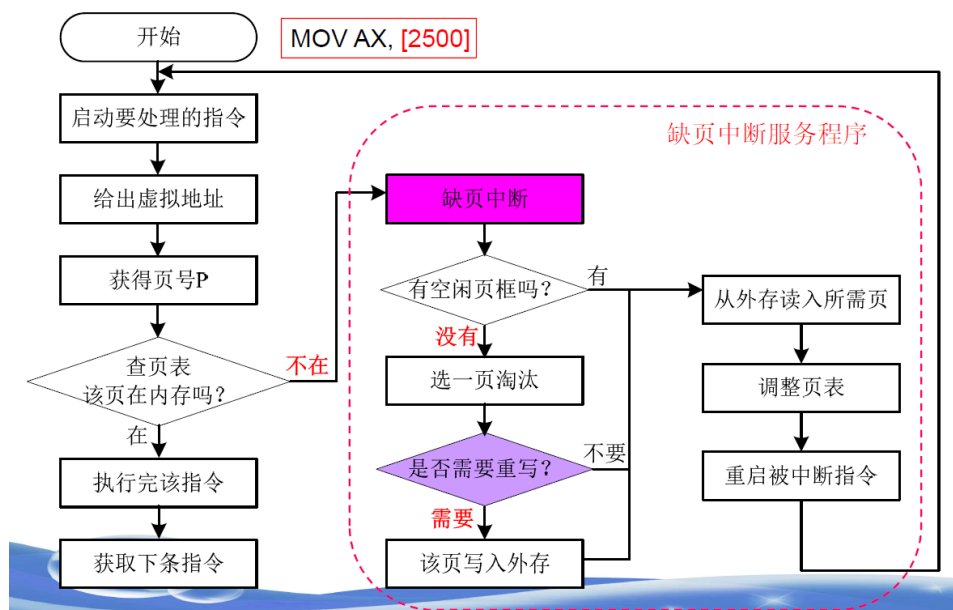 开始
MOV AX, [2500]
启动要处理的指令
给出虚拟地址
获得页号P
查页表
该页在内存吗？
不在
在
执行完该指令
获取下条指令
缺页中断服务程序
缺页中断
有空闲页框吗？
有
没有
选一页淘汰
是否需要重写？
不要
需要
该页写入外存
从外存读入所需页
调整页表
重启被中断指令